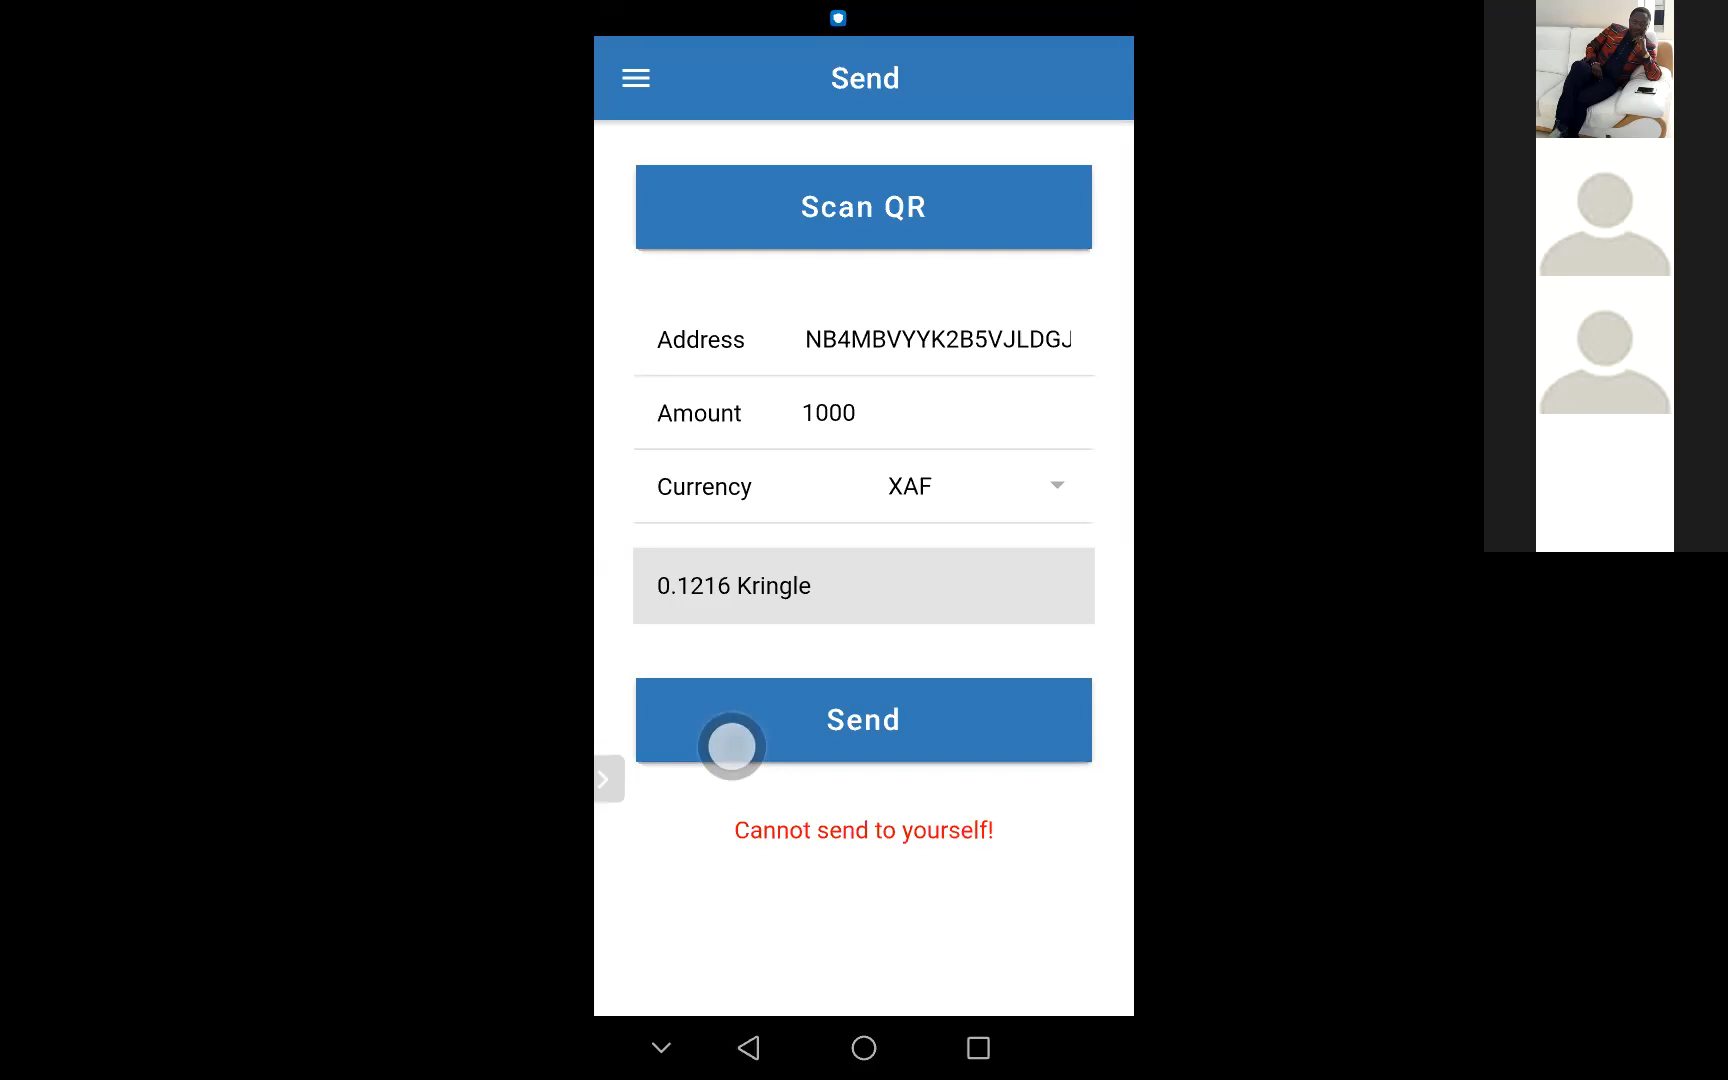 Send
Scan QR
Address NB4MBVYYK2B5VJLDGJ
Amount 1000
Currency XAF
0.1216 Kringle
Send
Cannot send to yourself!